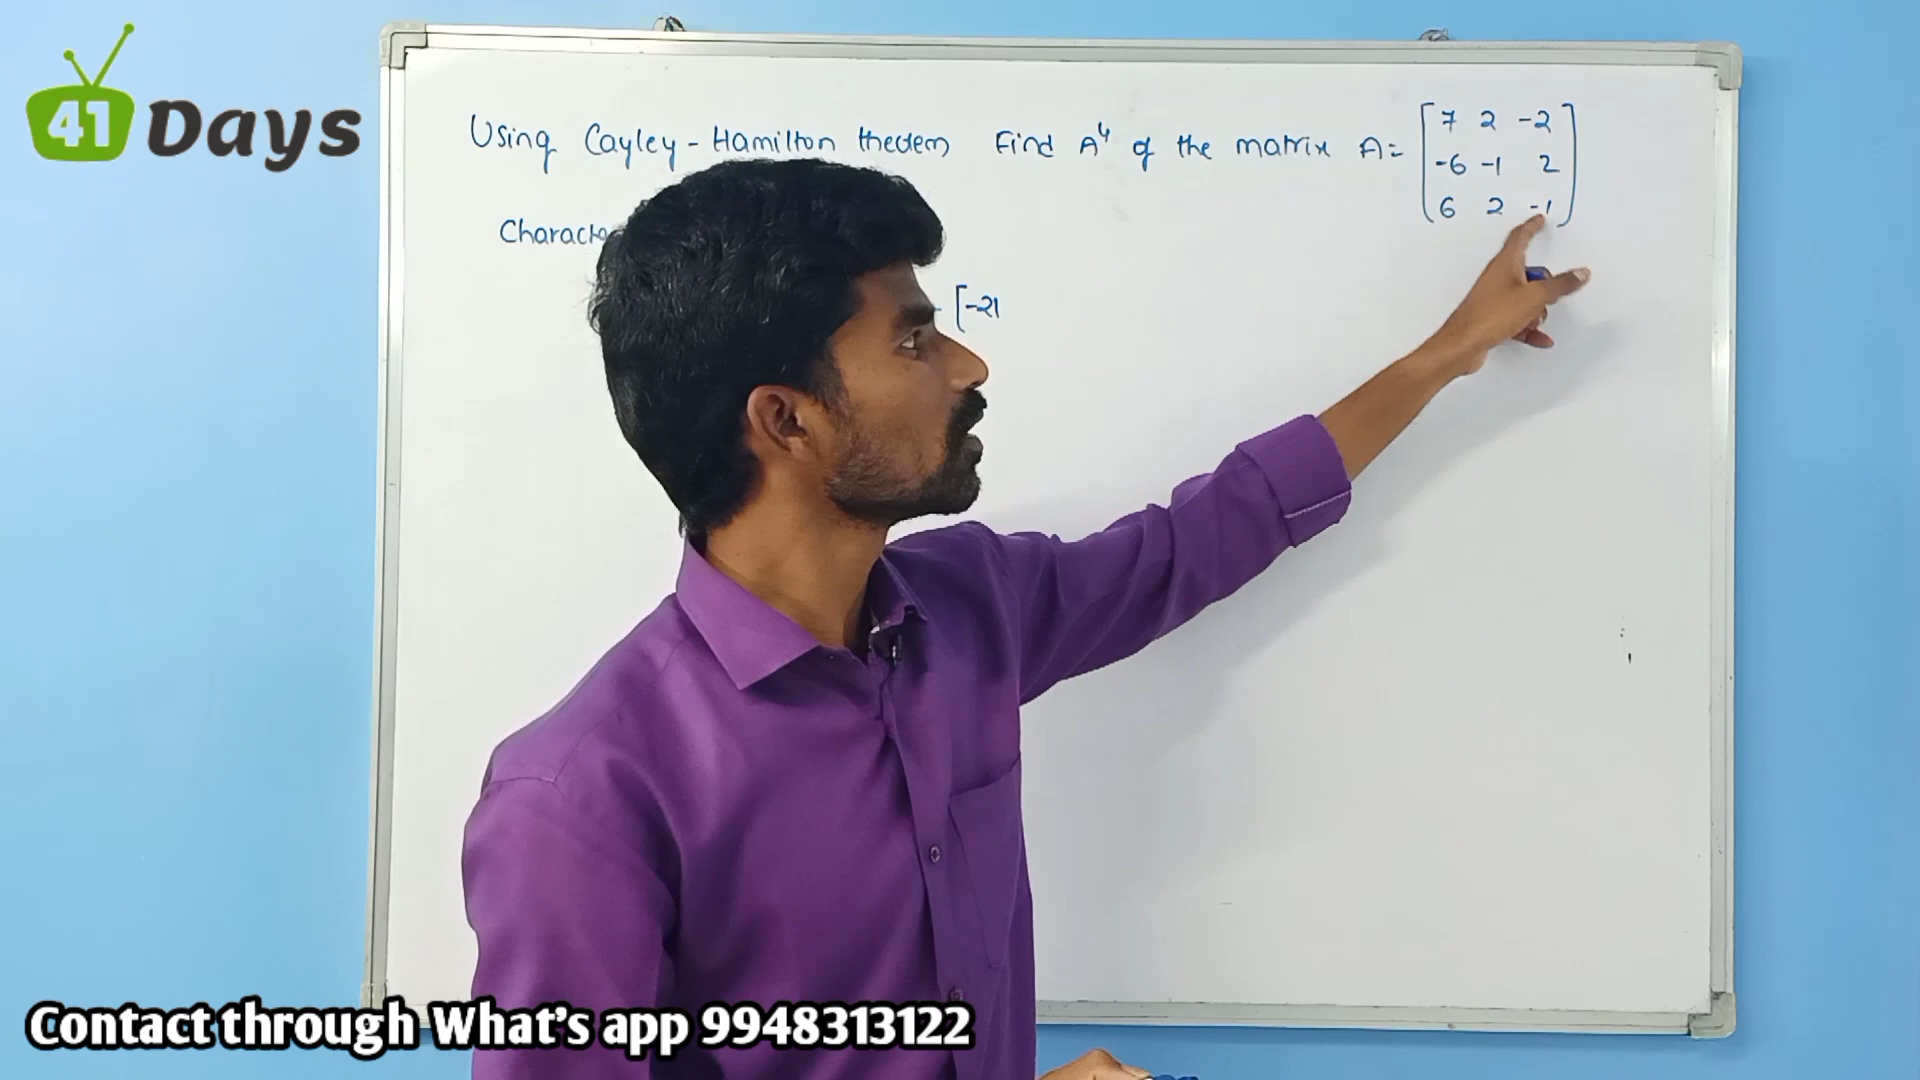 41 Days
Using Cayley-Hamilton theorem Find A⁴ of the matrix A=
7 2 -2
-6 -1 2
6 2 -1
[-21
Contact through What's app 9948313122